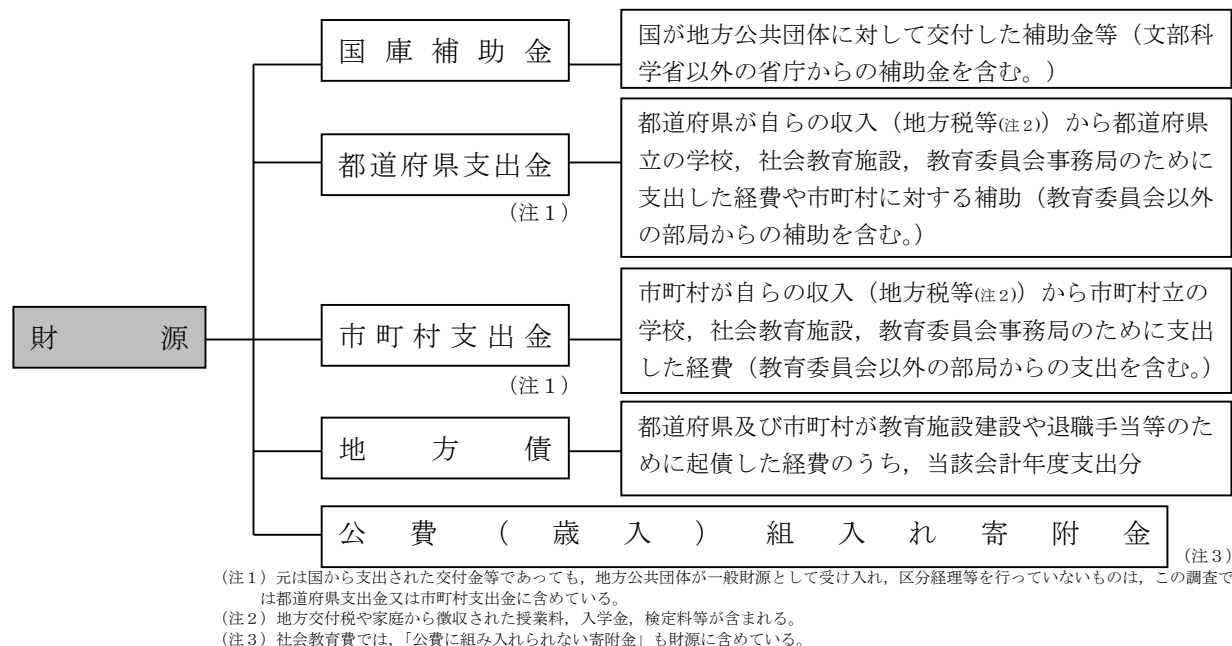 国庫補助金
国が地方公共団体に対して交付した補助金等（文部科
学省以外の省庁からの補助金を含む。）
都道府県支出金
（注１）
都道府県が自らの収入（地方税等(注２)）から都道府県
立の学校，社会教育施設，教育委員会事務局のために
支出した経費や市町村に対する補助（教育委員会以外
の部局からの補助を含む。）
財源
市町村支出金
（注１）
市町村が自らの収入（地方税等(注２)）から市町村立の
学校，社会教育施設，教育委員会事務局のために支出
した経費（教育委員会以外の部局からの支出を含む。）
地方債
都道府県及び市町村が教育施設建設や退職手当等のた
めに起債した経費のうち，当該会計年度支出分
公費（歳入）組入れ寄附金
（注３）
（注１）元は国から支出された交付金等であっても，地方公共団体が一般財源として受け入れ，区分経理等を行っていないものは，この調査で
は都道府県支出金又は市町村支出金に含めている。
（注２）地方交付税や家庭から徴収された授業料，入学金，検定料等が含まれる。
（注３）社会教育費では，「公費に組み入れられない寄附金」も財源に含めている。